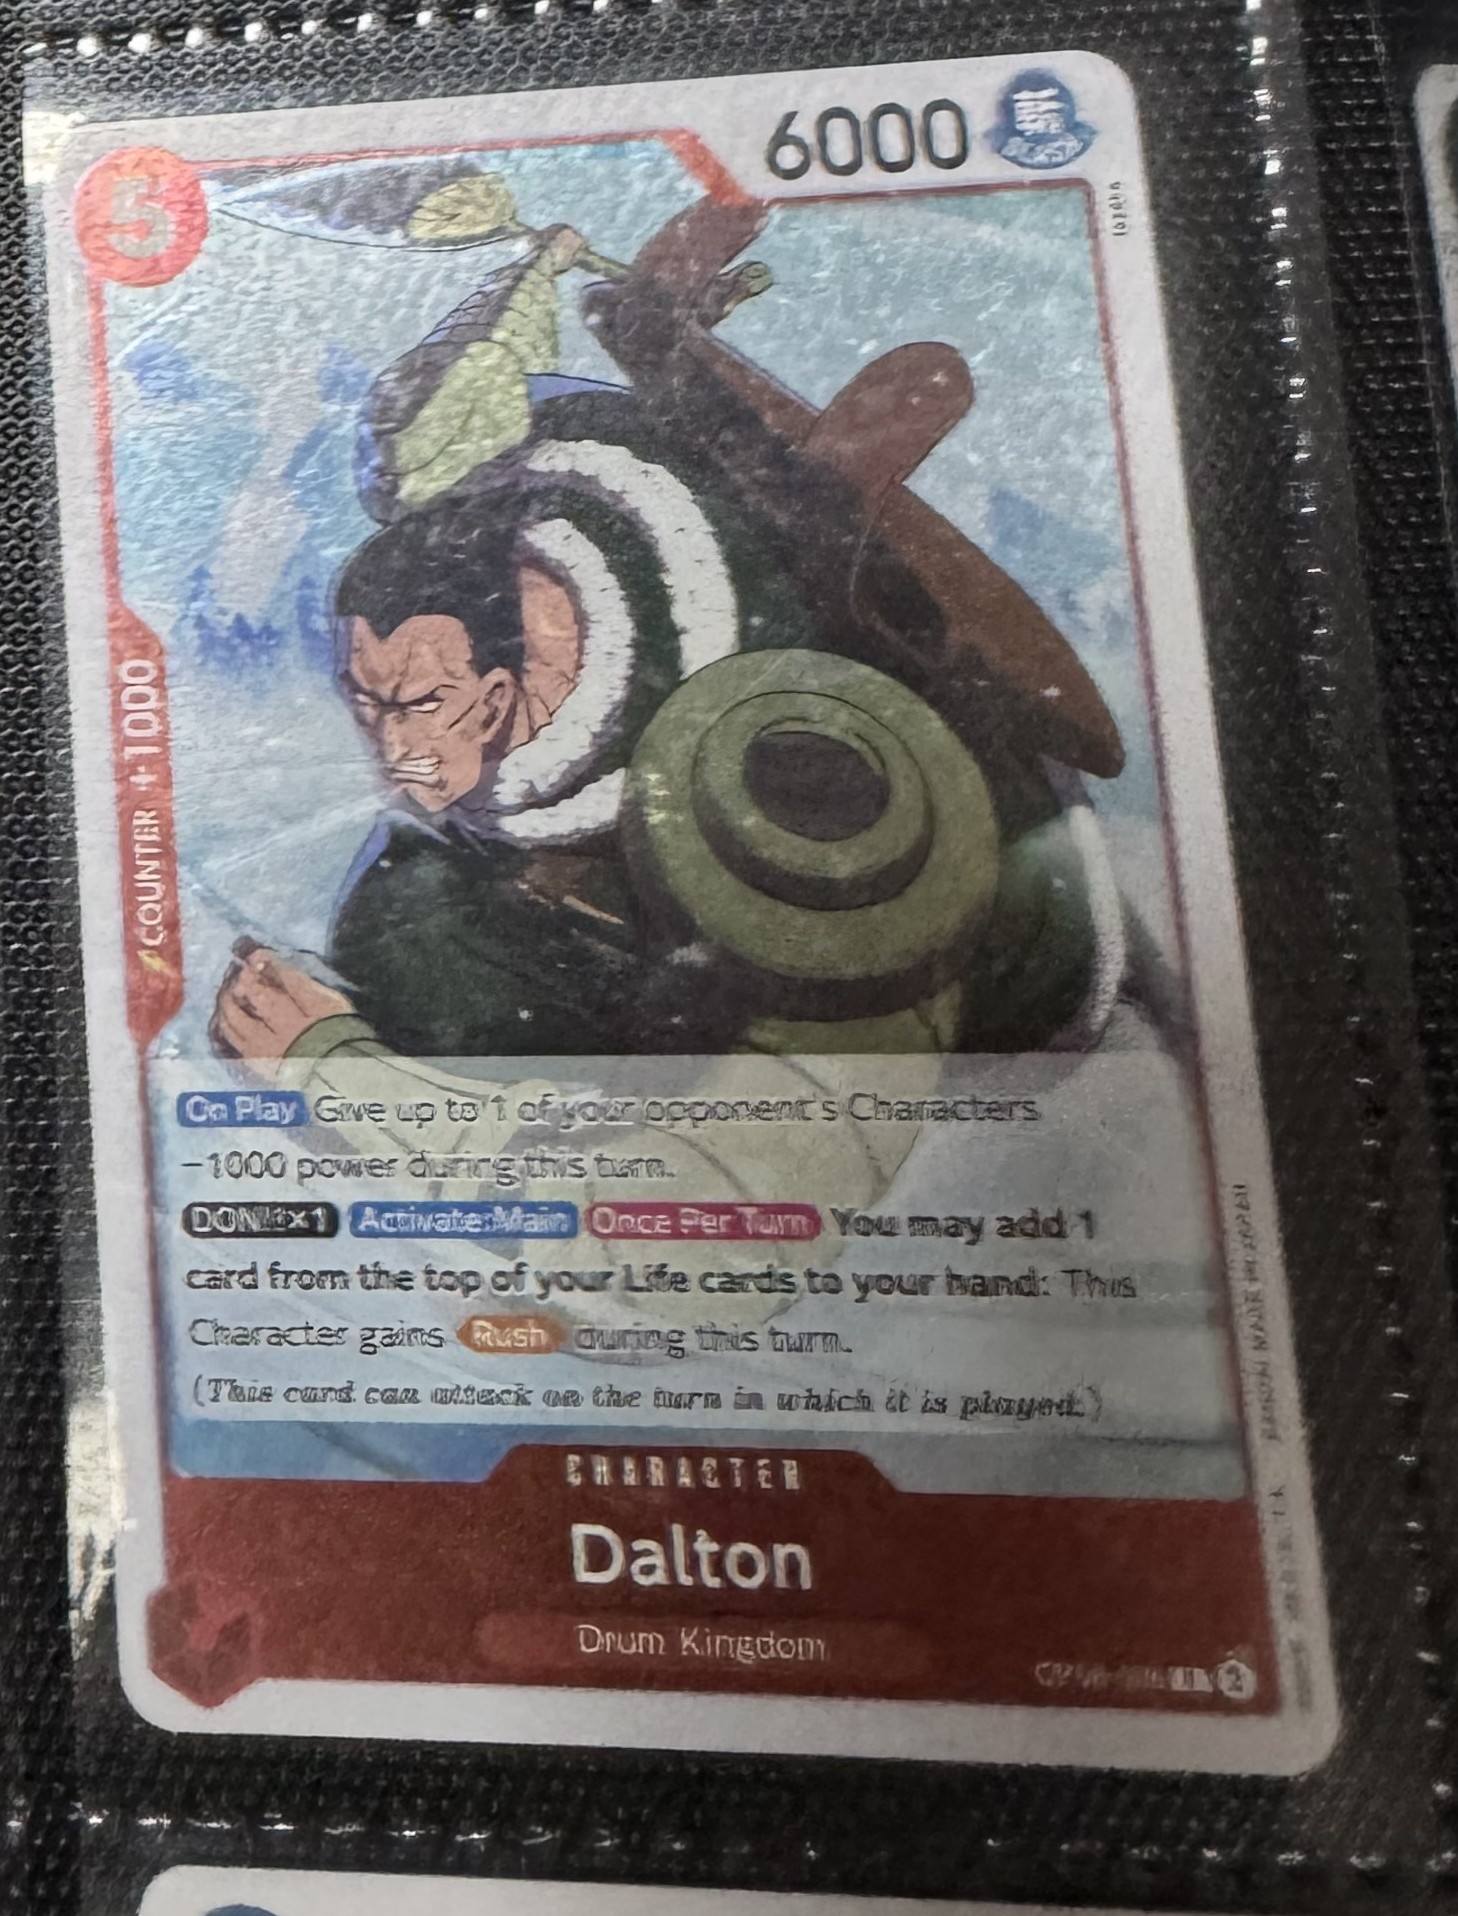 5
6000
COUNTER +1000
On Play Give up to 1 of your opponent's Characters
−1000 power during this turn.
DON!!×1 Activate:Main Once Per Turn You may add 1
card from the top of your Life cards to your hand: This
Character gains Rush during this turn.
(This card can attack on the turn in which it is played.)
CHARACTER
Dalton
Drum Kingdom
2